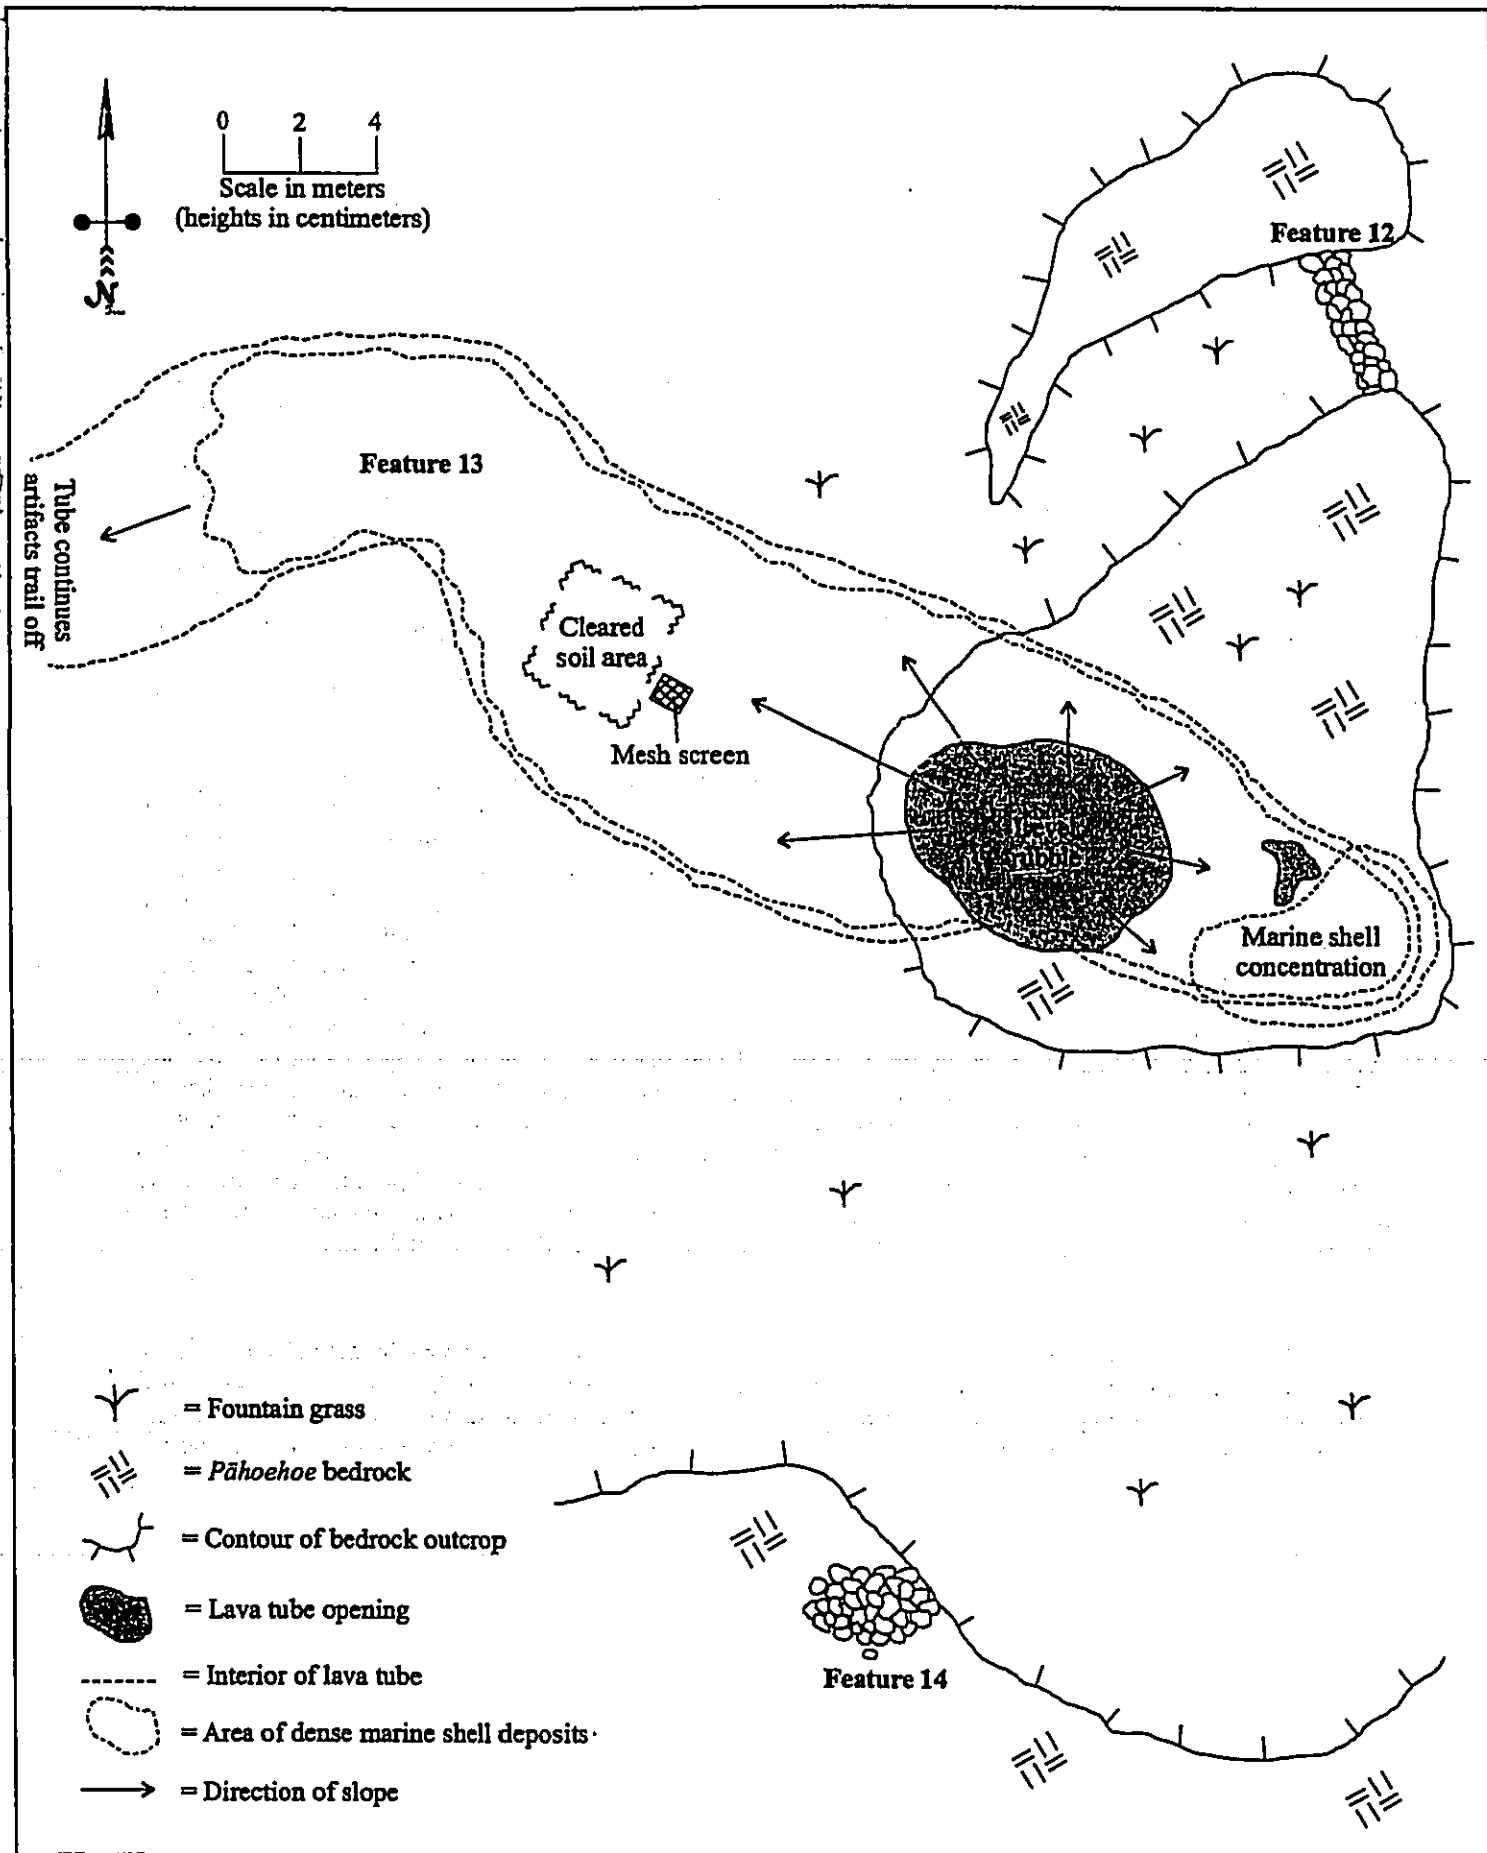 0 2 4
Scale in meters
(heights in centimeters)
N
Feature 12
Feature 13
Tube continues
artifacts trail off
Cleared
soil area
Mesh screen
Level
rubble
Marine shell
concentration
= Fountain grass
= Pāhoehoe bedrock
= Contour of bedrock outcrop
= Lava tube opening
= Interior of lava tube
= Area of dense marine shell deposits
= Direction of slope
Feature 14